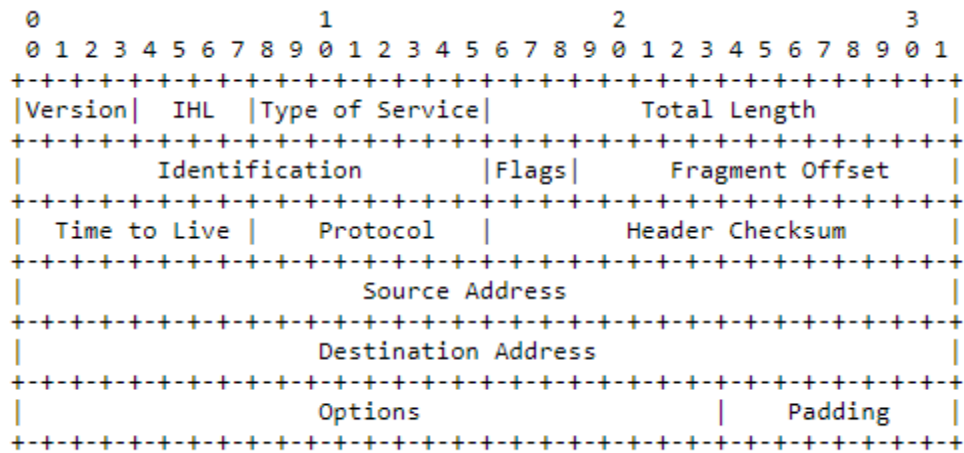 0                   1                   2                   3
 0 1 2 3 4 5 6 7 8 9 0 1 2 3 4 5 6 7 8 9 0 1 2 3 4 5 6 7 8 9 0 1
+-+-+-+-+-+-+-+-+-+-+-+-+-+-+-+-+-+-+-+-+-+-+-+-+-+-+-+-+-+-+-+-+
|Version|  IHL  |Type of Service|          Total Length         |
+-+-+-+-+-+-+-+-+-+-+-+-+-+-+-+-+-+-+-+-+-+-+-+-+-+-+-+-+-+-+-+-+
|         Identification        |Flags|      Fragment Offset    |
+-+-+-+-+-+-+-+-+-+-+-+-+-+-+-+-+-+-+-+-+-+-+-+-+-+-+-+-+-+-+-+-+
|  Time to Live |    Protocol   |         Header Checksum       |
+-+-+-+-+-+-+-+-+-+-+-+-+-+-+-+-+-+-+-+-+-+-+-+-+-+-+-+-+-+-+-+-+
|                       Source Address                          |
+-+-+-+-+-+-+-+-+-+-+-+-+-+-+-+-+-+-+-+-+-+-+-+-+-+-+-+-+-+-+-+-+
|                    Destination Address                        |
+-+-+-+-+-+-+-+-+-+-+-+-+-+-+-+-+-+-+-+-+-+-+-+-+-+-+-+-+-+-+-+-+
|                    Options                    |    Padding    |
+-+-+-+-+-+-+-+-+-+-+-+-+-+-+-+-+-+-+-+-+-+-+-+-+-+-+-+-+-+-+-+-+